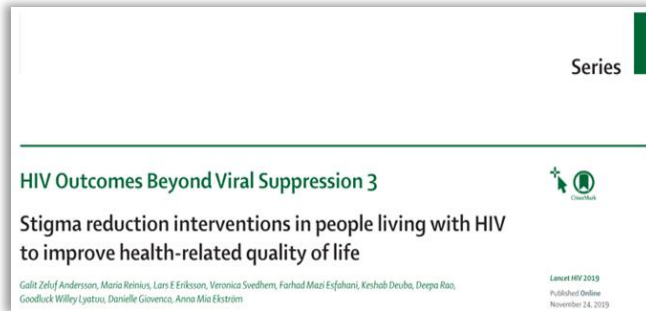 Series
HIV Outcomes Beyond Viral Suppression 3
CrossMark
Stigma reduction interventions in people living with HIV
to improve health-related quality of life
Galit Zeluf Andersson, Maria Reinius, Lars E Eriksson, Veronica Svedhem, Farhad Mazi Esfahani, Keshab Deuba, Deepa Rao,
Goodluck Willey Lyatuu, Danielle Giovenco, Anna Mia Ekström
Lancet HIV 2019
Published Online
November 24, 2019